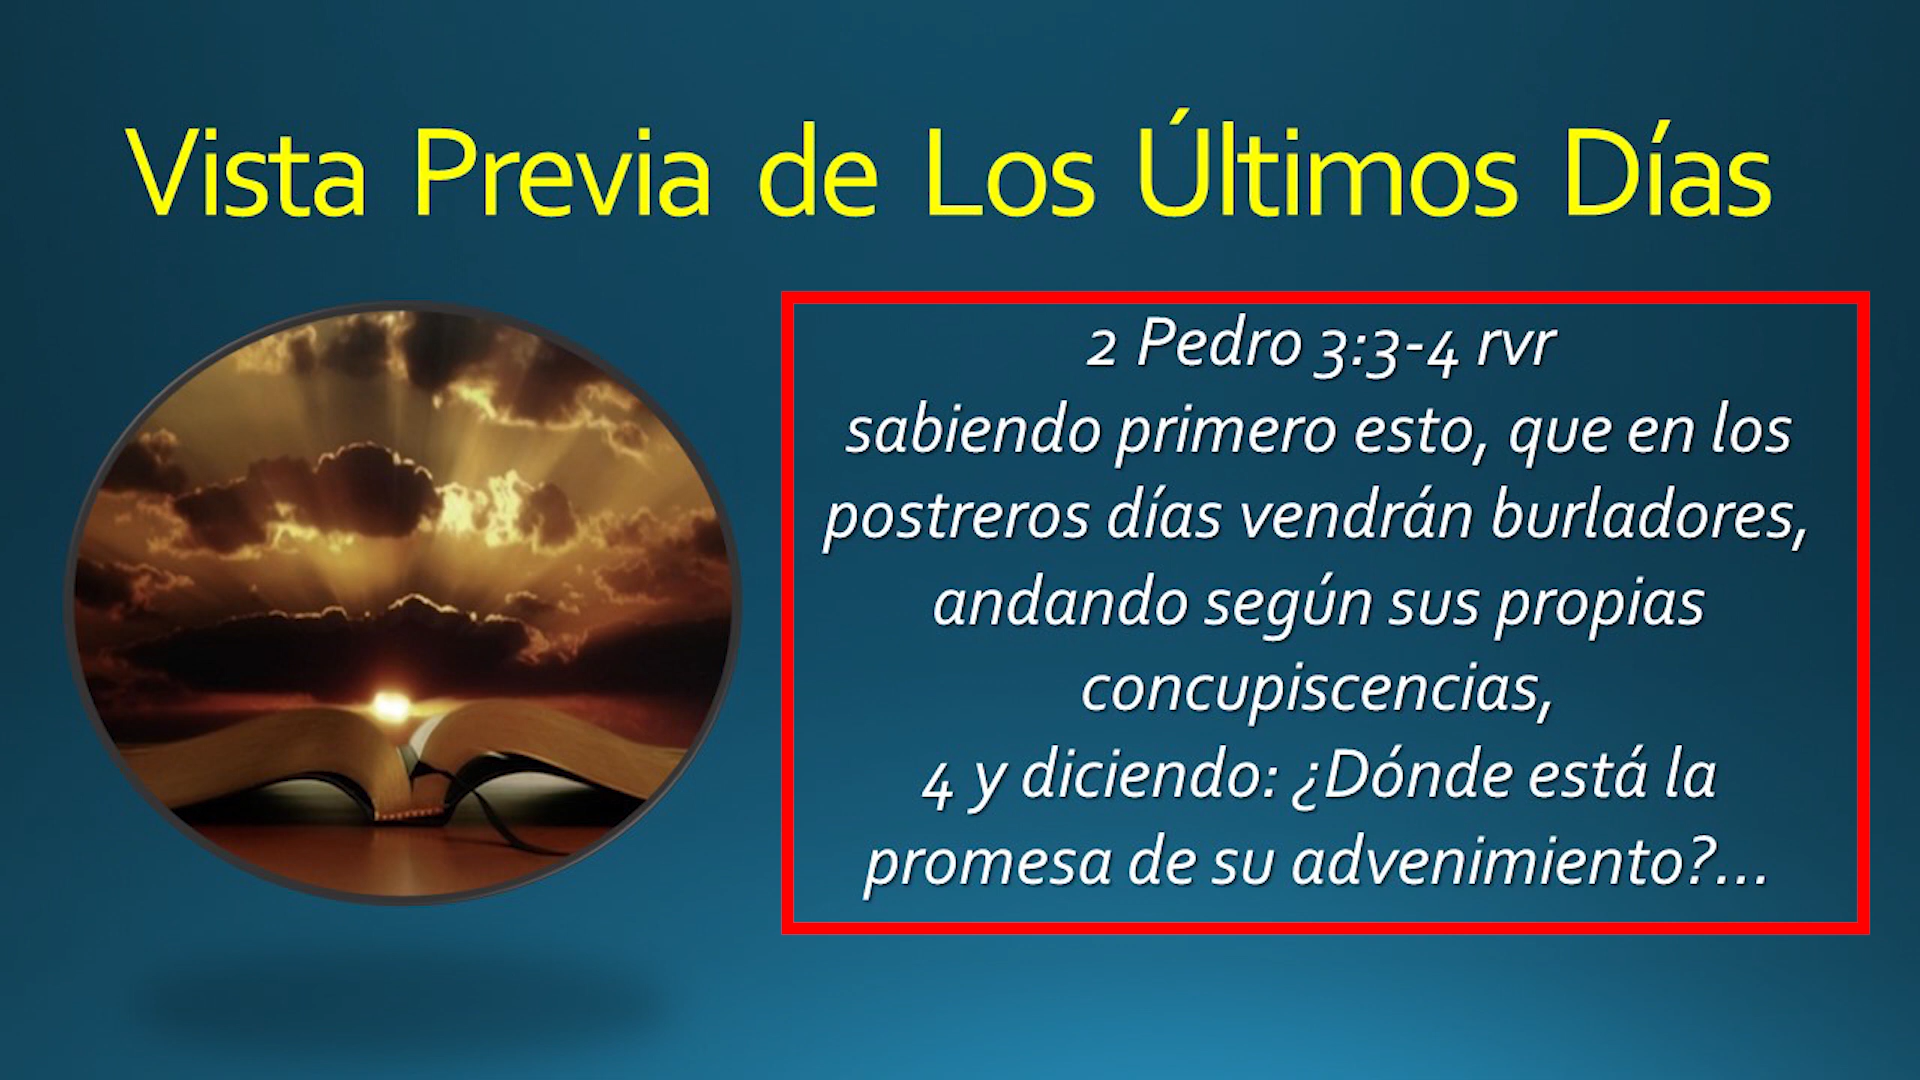 Vista Previa de Los Últimos Días
2 Pedro 3:3-4 rvr
sabiendo primero esto, que en los
postreros días vendrán burladores,
andando según sus propias
concupiscencias,
4 y diciendo: ¿Dónde está la
promesa de su advenimiento?...